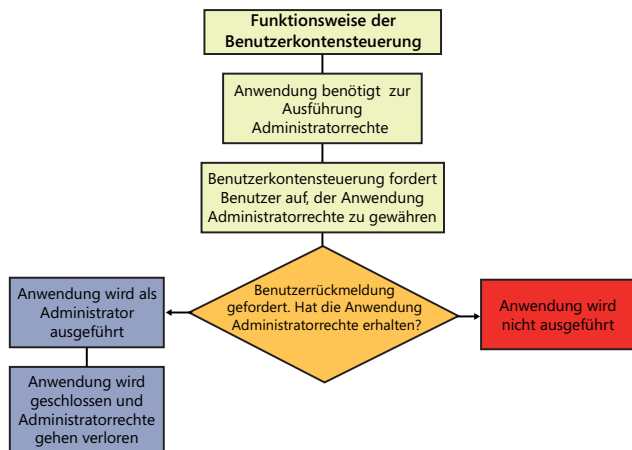 Funktionsweise der
Benutzerkontensteuerung
Anwendung benötigt zur
Ausführung
Administratorrechte
Benutzerkontensteuerung fordert
Benutzer auf, der Anwendung
Administratorrechte zu gewähren
Benutzerrückmeldung
gefordert. Hat die Anwendung
Administratorrechte erhalten?
Anwendung wird als
Administrator
ausgeführt
Anwendung wird
nicht ausgeführt
Anwendung wird
geschlossen und
Administratorrechte
gehen verloren